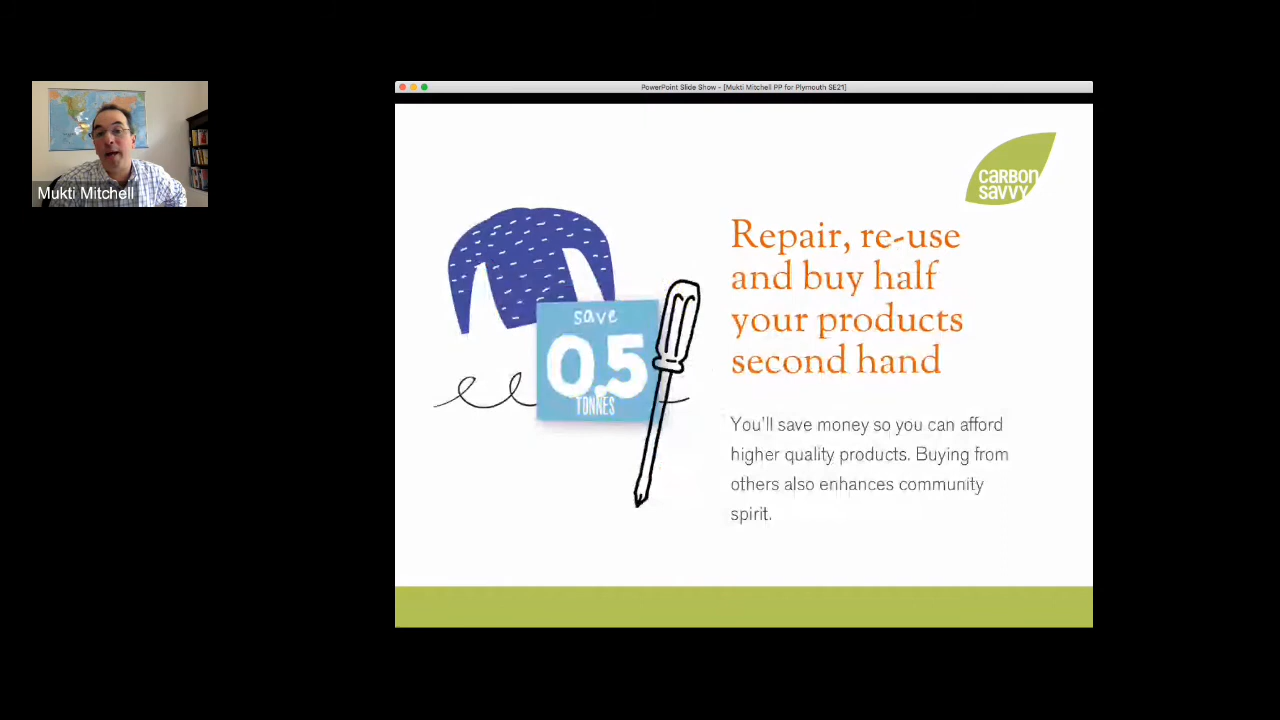 PowerPoint Slide Show - [Mukti Mitchell PP for Plymouth SE21]
Mukti Mitchell
CARBON
SAVVY
Repair, re-use
and buy half
your products
second hand
save
0.5
TONNES
You'll save money so you can afford
higher quality products. Buying from
others also enhances community
spirit.